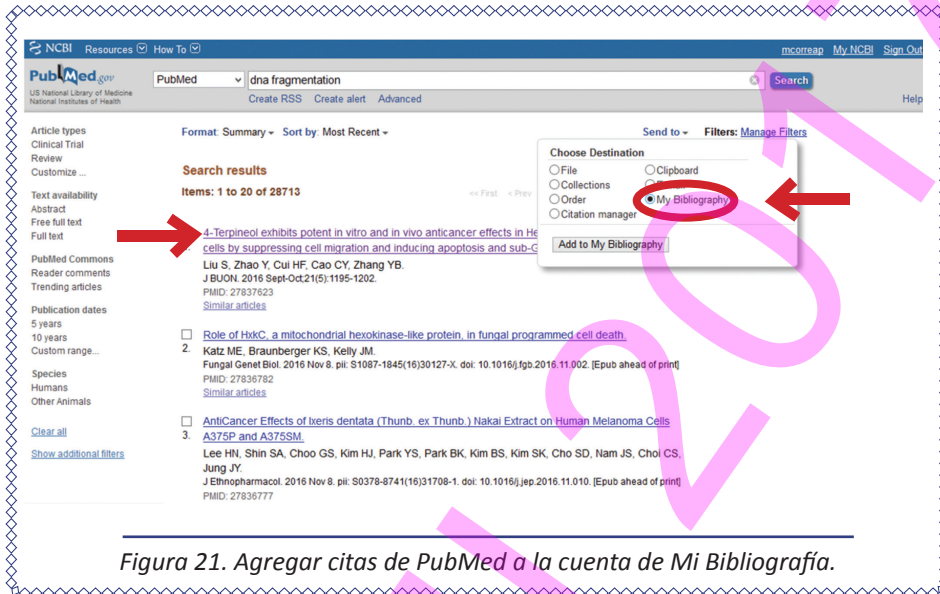 NCBI Resources How To mcorreap My NCBI Sign Out
PubMed.gov
US National Library of Medicine
National Institutes of Health
PubMed dna fragmentation Search
Create RSS Create alert Advanced Help
Article types
Clinical Trial
Review
Customize ...
Text availability
Abstract
Free full text
Full text
PubMed Commons
Reader comments
Trending articles
Publication dates
5 years
10 years
Custom range...
Species
Humans
Other Animals
Clear all
Show additional filters
Format: Summary Sort by: Most Recent Send to Filters: Manage Filters
Search results
Items: 1 to 20 of 28713 << First < Prev
Choose Destination
File Clipboard
Collections
Order My Bibliography
Citation manager
Add to My Bibliography
4-Terpineol exhibits potent in vitro and in vivo anticancer effects in
cells by suppressing cell migration and inducing apoptosis and
Liu S, Zhao Y, Cui HF, Cao CY, Zhang YB.
J BUON. 2016 Sept-Oct;21(5):1195-1202.
PMID: 27837623
Similar articles
Role of HxkC, a mitochondrial hexokinase-like protein, in fungal programmed cell death.
2. Katz ME, Braunberger KS, Kelly JM.
Fungal Genet Biol. 2016 Nov 8. pii: S1087-1845(16)30127-X. doi: 10.1016/j.fgb.2016.11.002. [Epub ahead of print]
PMID: 27836782
Similar articles
AntiCancer Effects of Ixeris dentata (Thunb. ex Thunb.) Nakai Extract on Human Melanoma Cells
3. A375P and A375SM.
Lee HN, Shin SA, Choo GS, Kim HJ, Park YS, Park BK, Kim BS, Kim SK, Cho SD, Nam JS, Choi CS,
Jung JY.
J Ethnopharmacol. 2016 Nov 8. pii: S0378-8741(16)31708-1. doi: 10.1016/j.jep.2016.11.010. [Epub ahead of print]
PMID: 27836777
Figura 21. Agregar citas de PubMed a la cuenta de Mi Bibliografía.